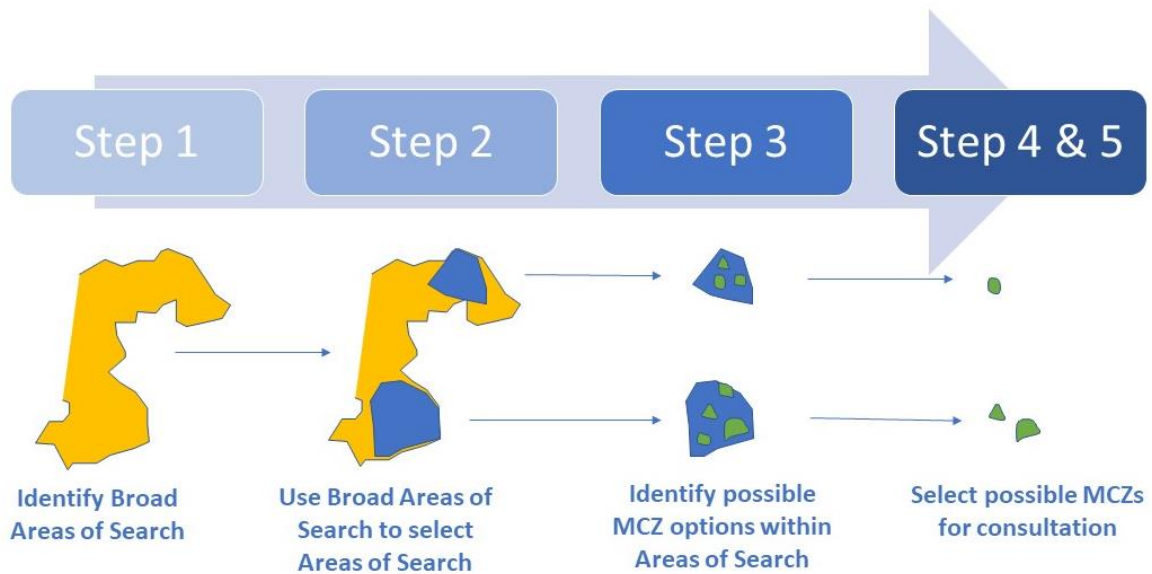 Step 1
Step 2
Step 3
Step 4 & 5
Identify Broad
Areas of Search
Use Broad Areas of
Search to select
Areas of Search
Identify possible
MCZ options within
Areas of Search
Select possible MCZs
for consultation